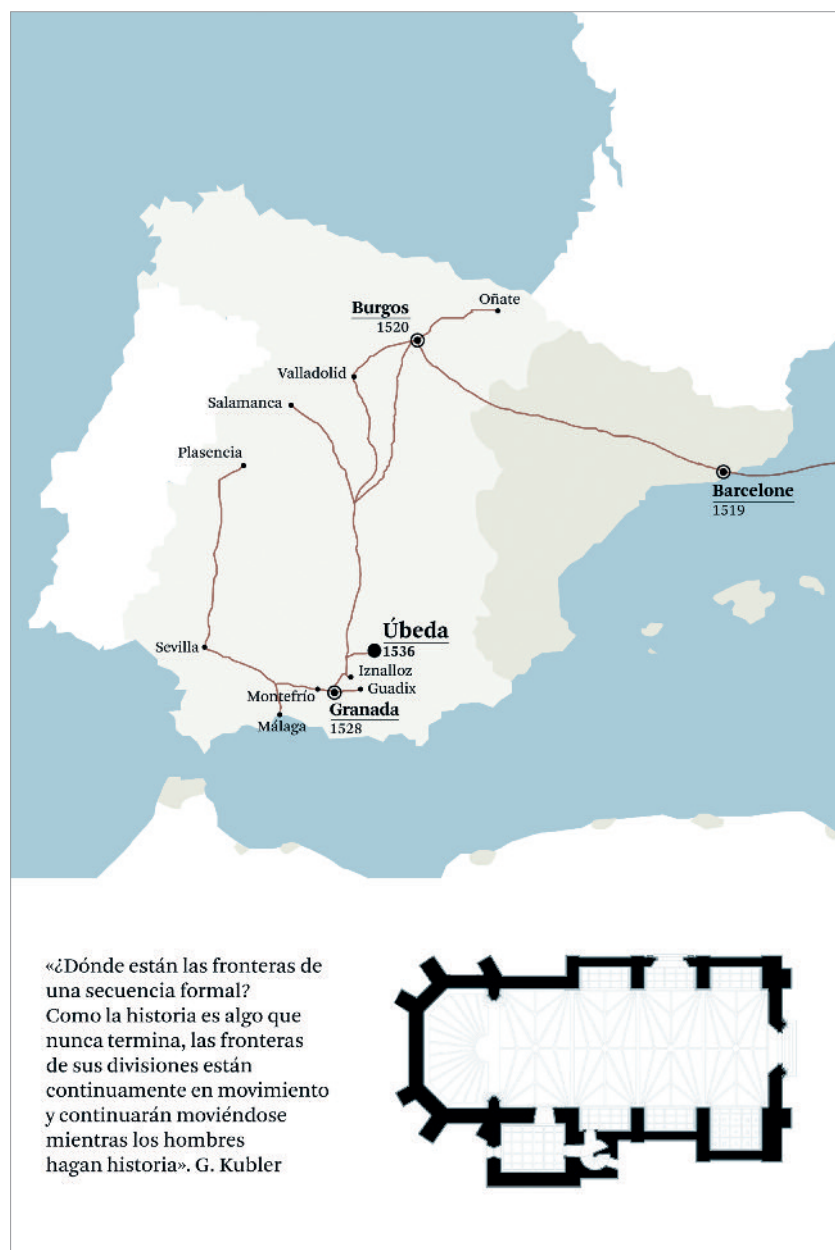 Oñate
Burgos
1520
Valladolid
Salamanca
Plasencia
Barcelone
1519
Úbeda
1536
Sevilla
Iznalloz
Guadix
Montefrío
Granada
1528
Málaga
«¿Dónde están las fronteras de
una secuencia formal?
Como la historia es algo que
nunca termina, las fronteras
de sus divisiones están
continuamente en movimiento
y continuarán moviéndose
mientras los hombres
hagan historia». G. Kubler